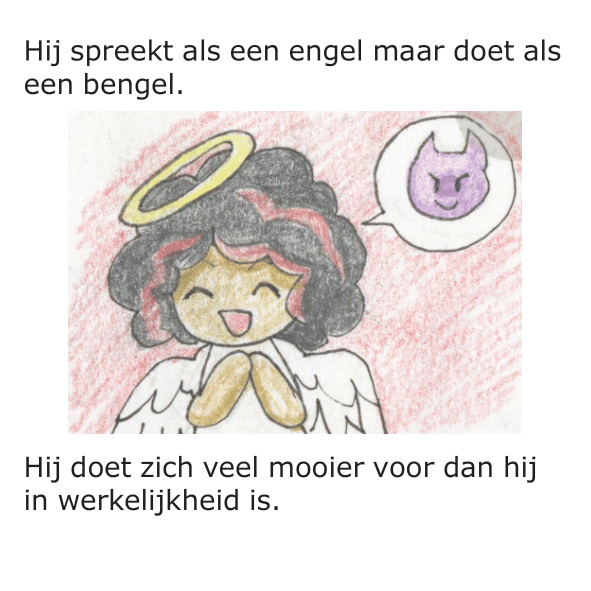 Hij spreekt als een engel maar doet als
een bengel.
Hij doet zich veel mooier voor dan hij
in werkelijkheid is.